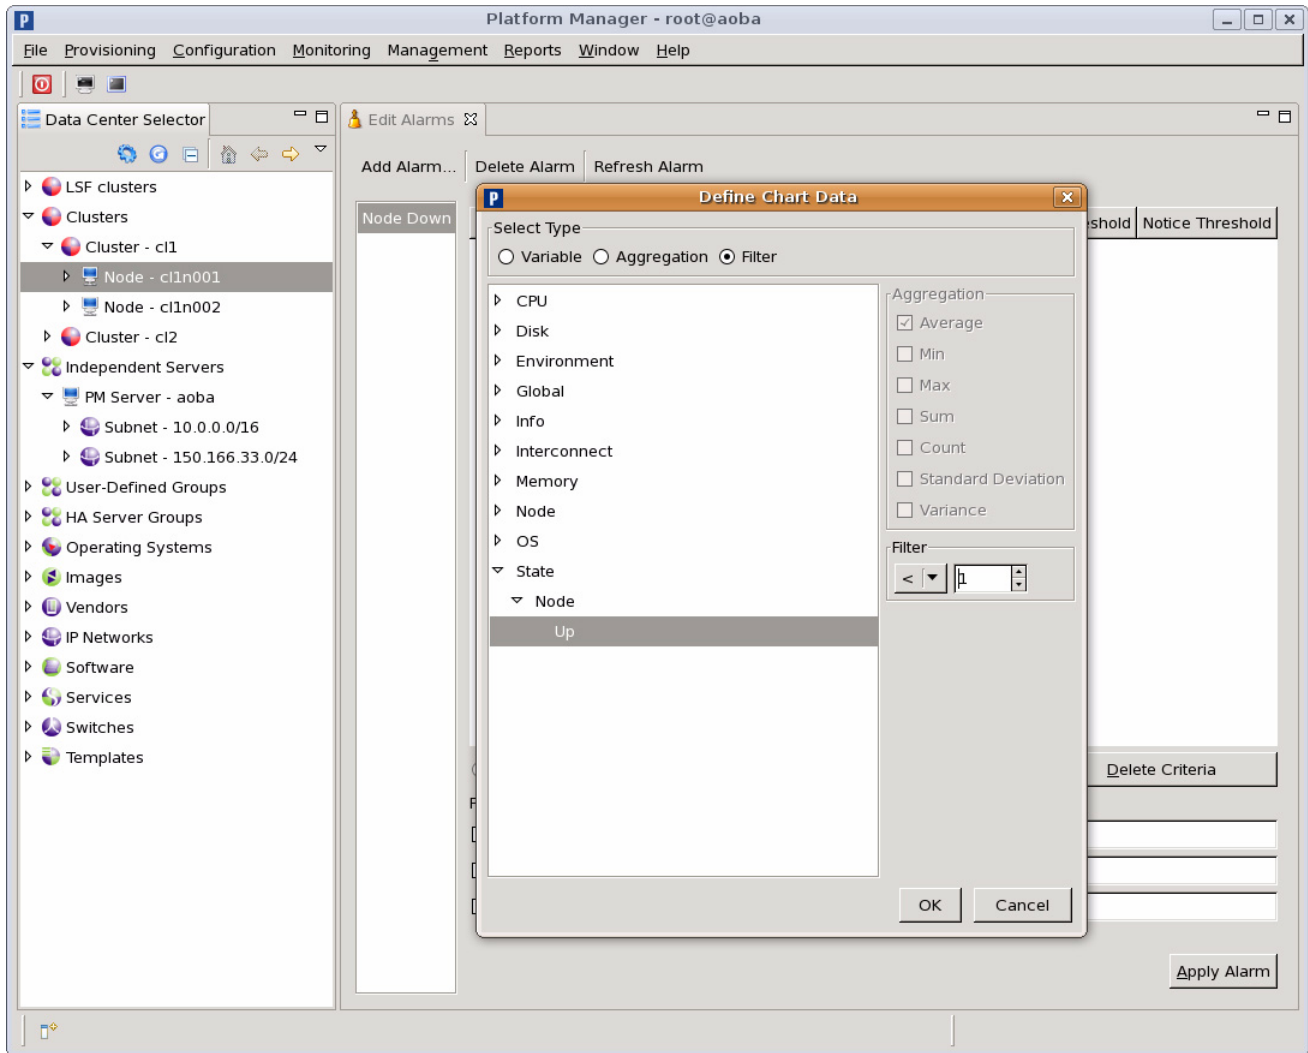 Platform Manager - root@aoba
File Provisioning Configuration Monitoring Management Reports Window Help
Data Center Selector
LSF clusters
Clusters
Cluster - cl1
Node - cl1n001
Node - cl1n002
Cluster - cl2
Independent Servers
PM Server - aoba
Subnet - 10.0.0.0/16
Subnet - 150.166.33.0/24
User-Defined Groups
HA Server Groups
Operating Systems
Images
Vendors
IP Networks
Software
Services
Switches
Templates
Edit Alarms
Add Alarm... Delete Alarm Refresh Alarm
Node Down
Notice Threshold
Define Chart Data
Select Type
Variable Aggregation Filter
CPU
Disk
Environment
Global
Info
Interconnect
Memory
Node
OS
State
Node
Up
Aggregation
Average
Min
Max
Sum
Count
Standard Deviation
Variance
Filter
< 1
OK Cancel
Delete Criteria
Apply Alarm